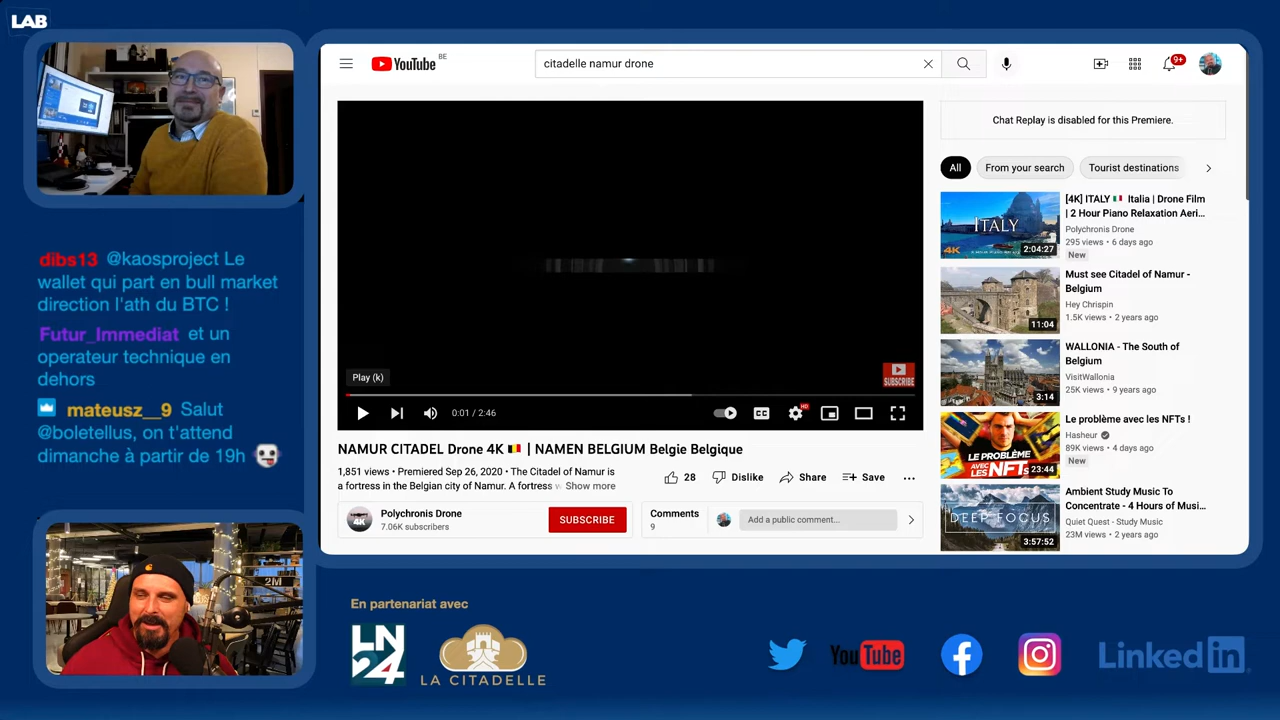 LAB
YouTube BE
citadelle namur drone
9+
Chat Replay is disabled for this Premiere.
All
From your search
Tourist destinations
ITALY
4K
2:04:27
[4K] ITALY 🇮🇹 Italia | Drone Film
| 2 Hour Piano Relaxation Aeri...
Polychronis Drone
295 views • 6 days ago
New
11:04
Must see Citadel of Namur -
Belgium
Hey Chrispin
1.5K views • 2 years ago
3:14
WALLONIA - The South of
Belgium
VisitWallonia
25K views • 9 years ago
LE PROBLÈME
AVEC LES NFTs
23:44
Le problème avec les NFTs !
Hasheur
89K views • 4 days ago
New
DEEP FOCUS
3:57:52
Ambient Study Music To
Concentrate - 4 Hours of Musi...
Quiet Quest - Study Music
23M views • 2 years ago
Play (k)
SUBSCRIBE
0:01 / 2:46
CC
HD
NAMUR CITADEL Drone 4K 🇧🇪 | NAMEN BELGIUM Belgie Belgique
1,851 views • Premiered Sep 26, 2020 • The Citadel of Namur is
a fortress in the Belgian city of Namur. A fortress w Show more
28
Dislike
Share
Save
4K
Polychronis Drone
7.06K subscribers
SUBSCRIBE
Comments
9
Add a public comment...
dibs13 @kaosproject Le
wallet qui part en bull market
direction l'ath du BTC !
Futur_Immediat et un
operateur technique en
dehors
mateusz__9 Salut
@boletellus, on t'attend
dimanche à partir de 19h
2M
En partenariat avec
LN
24
LA CITADELLE
YouTube
LinkedIn